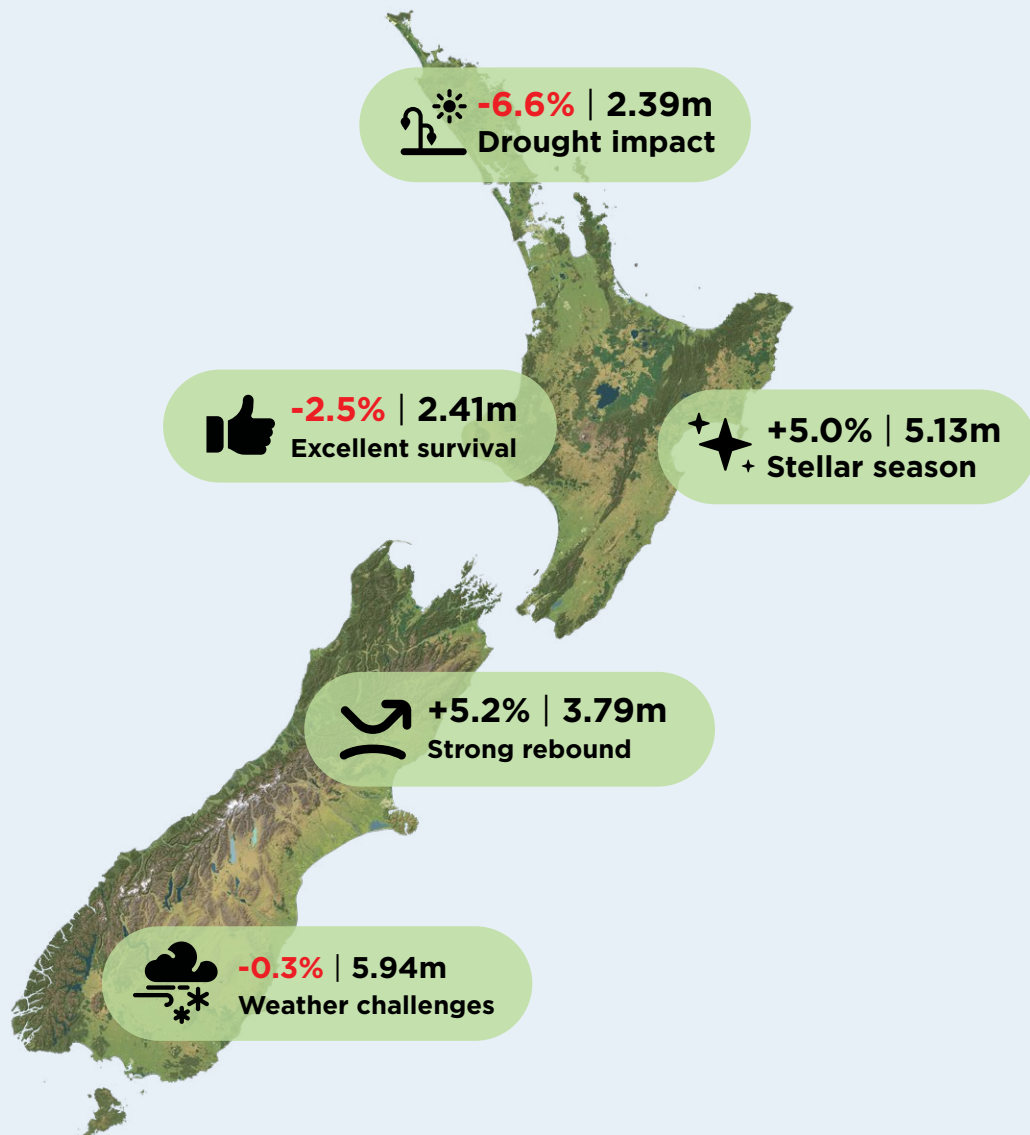 -6.6% | 2.39m
Drought impact
-2.5% | 2.41m
Excellent survival
+5.0% | 5.13m
Stellar season
+5.2% | 3.79m
Strong rebound
-0.3% | 5.94m
Weather challenges